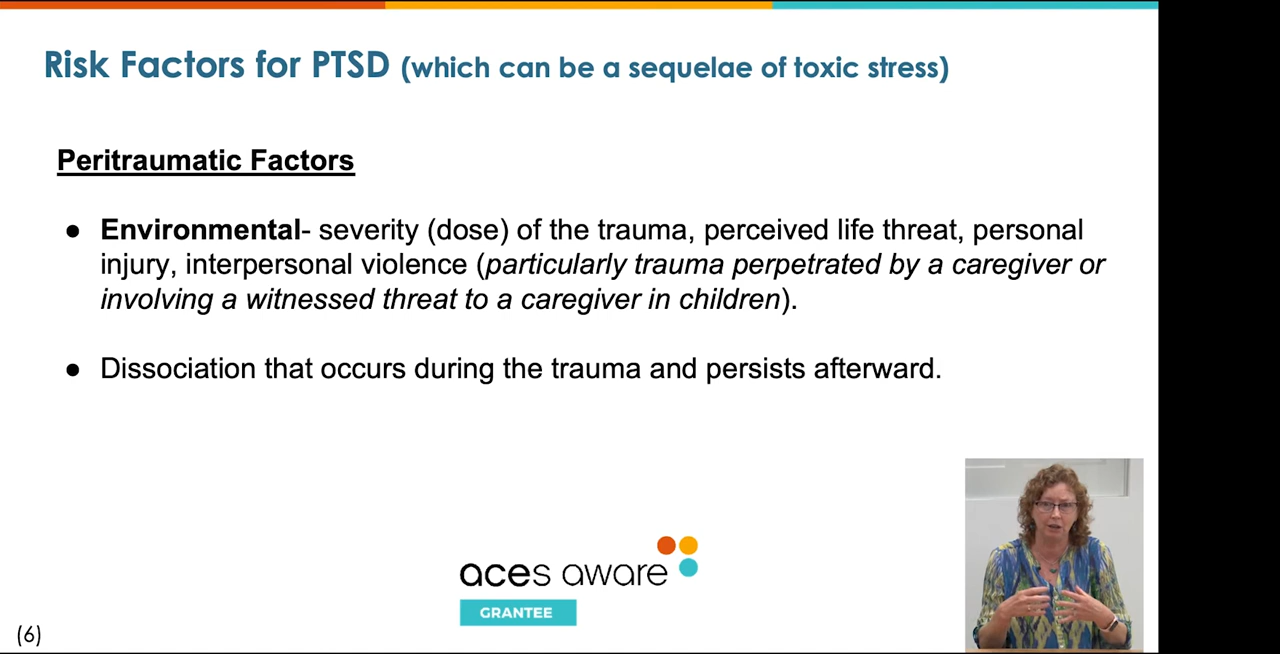 Risk Factors for PTSD (which can be a sequelae of toxic stress)
Peritraumatic Factors
● Environmental- severity (dose) of the trauma, perceived life threat, personal
injury, interpersonal violence (particularly trauma perpetrated by a caregiver or
involving a witnessed threat to a caregiver in children).
● Dissociation that occurs during the trauma and persists afterward.
aces aware
GRANTEE
(6)